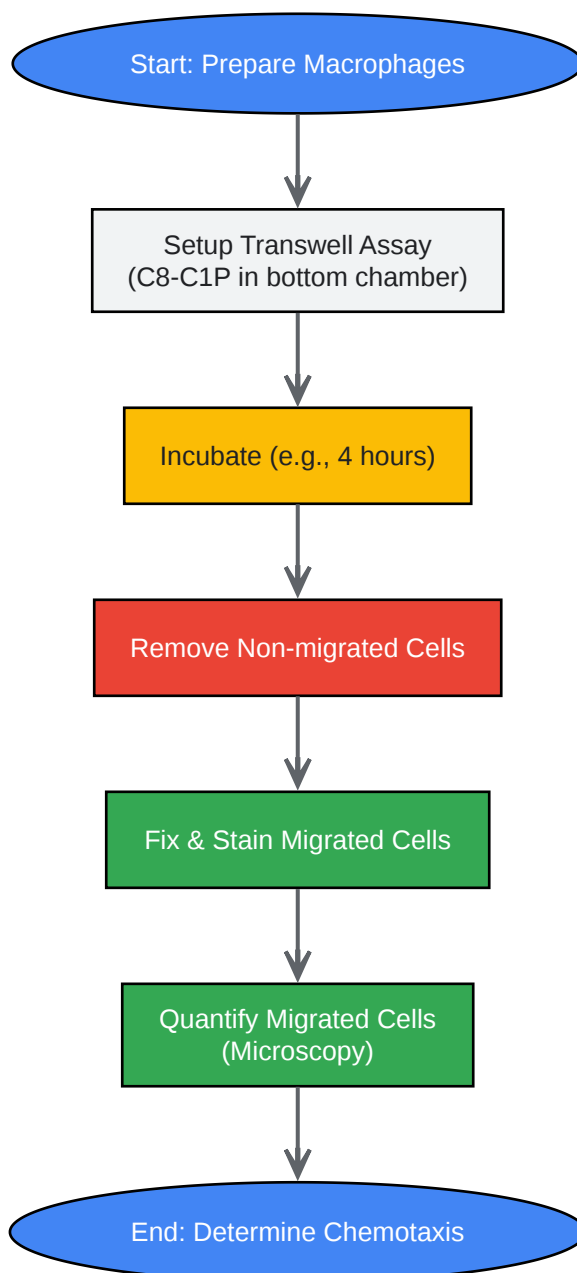 Start: Prepare Macrophages
Setup Transwell Assay
(C8-C1P in bottom chamber)
Incubate (e.g., 4 hours)
Remove Non-migrated Cells
Fix & Stain Migrated Cells
Quantify Migrated Cells
(Microscopy)
End: Determine Chemotaxis